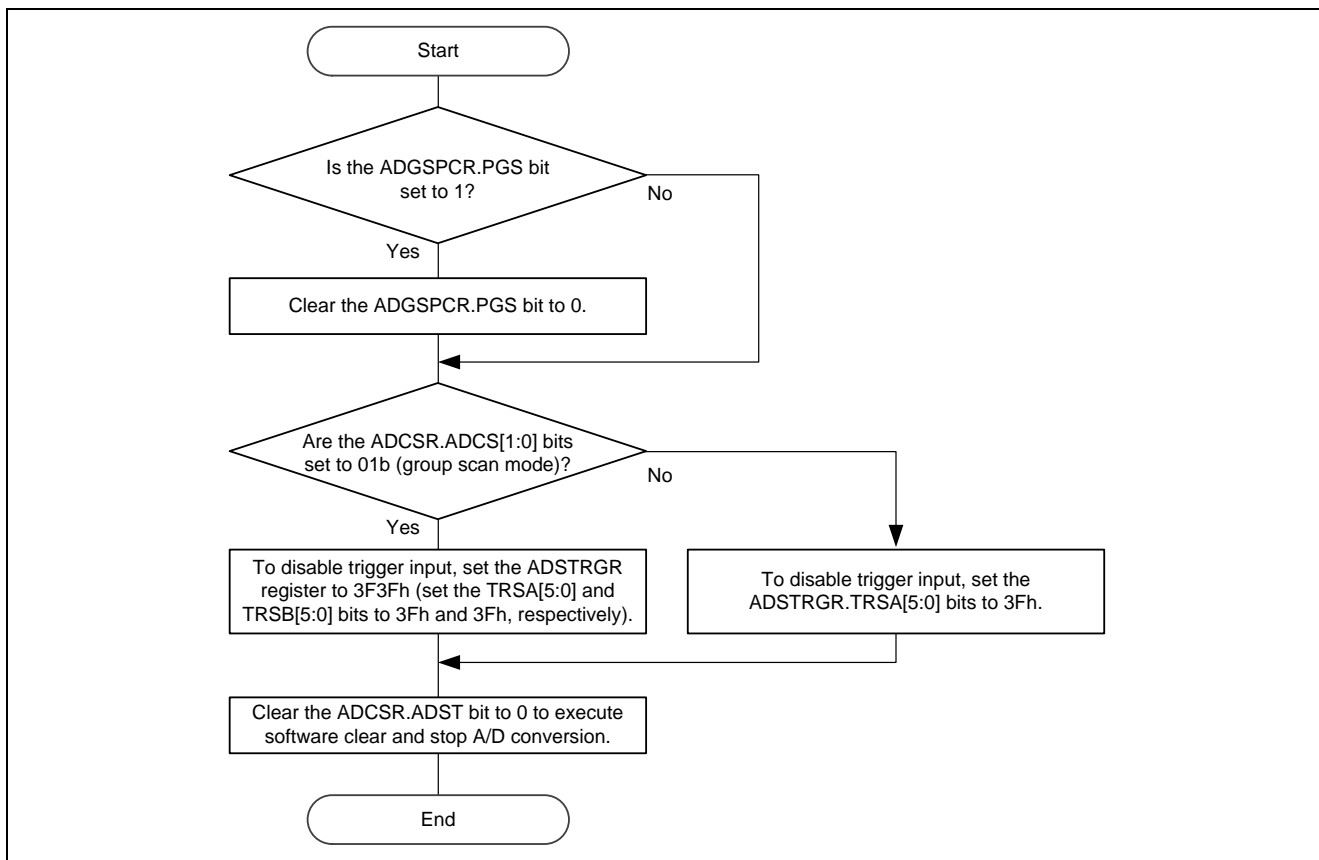 Start
Is the ADGSPCR.PGS bit
set to 1?
No
Yes
Clear the ADGSPCR.PGS bit to 0.
Are the ADCSR.ADCS[1:0] bits
set to 01b (group scan mode)?
No
Yes
To disable trigger input, set the ADSTRGR
register to 3F3Fh (set the TRSA[5:0] and
TRSB[5:0] bits to 3Fh and 3Fh, respectively).
To disable trigger input, set the
ADSTRGR.TRSA[5:0] bits to 3Fh.
Clear the ADCSR.ADST bit to 0 to execute
software clear and stop A/D conversion.
End